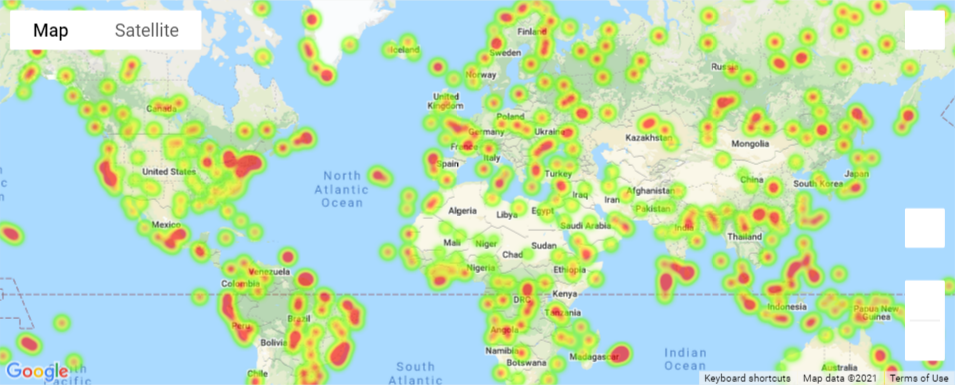 Map
Satellite
Iceland
Finland
Sweden
Norway
Russia
Canada
United
Kingdom
Poland
Germany
Ukraine
France
Kazakhstan
Mongolia
United States
Spain
Italy
Turkey
China
South Korea
Japan
North
Atlantic
Ocean
Iraq
Iran
Afghanistan
Pakistan
Algeria
Libya
Egypt
Saudi Arabia
India
Mexico
Mali
Niger
Chad
Sudan
Thailand
Nigeria
Ethiopia
Venezuela
Colombia
DRC
Kenya
Tanzania
Indonesia
Papua New
Guinea
Peru
Brazil
Angola
Bolivia
Namibia
Botswana
Madagascar
Indian
Ocean
Chile
South
Atlantic
Australia
Google
Keyboard shortcuts
Map data ©2021
Terms of Use